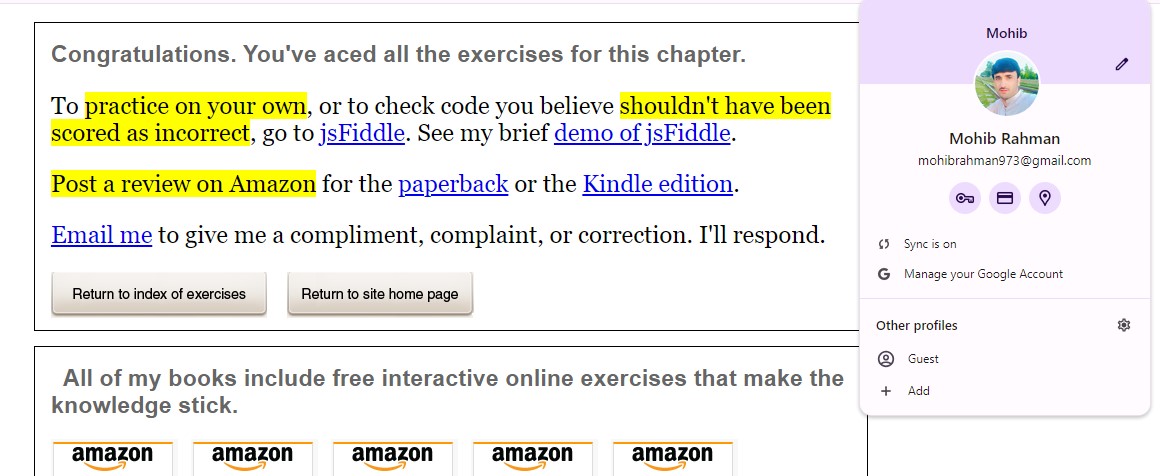 Congratulations. You've aced all the exercises for this chapter.
To practice on your own, or to check code you believe shouldn't have been
scored as incorrect, go to jsFiddle. See my brief demo of jsFiddle.
Post a review on Amazon for the paperback or the Kindle edition.
Email me to give me a compliment, complaint, or correction. I'll respond.
Return to index of exercises
Return to site home page
All of my books include free interactive online exercises that make the
knowledge stick.
amazon
amazon
amazon
amazon
amazon
Mohib
Mohib Rahman
mohibrahman973@gmail.com
Sync is on
G
Manage your Google Account
Other profiles
Guest
Add